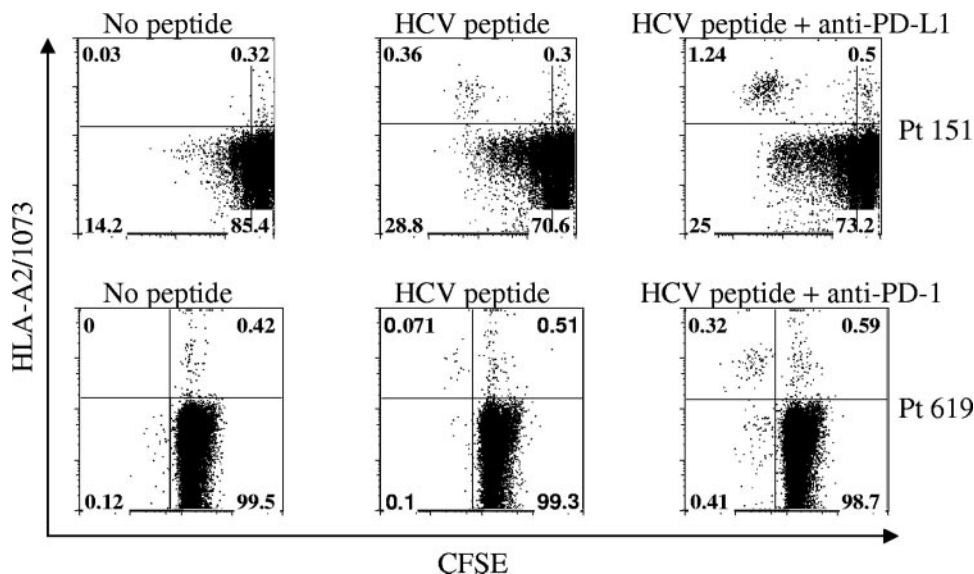 No peptide
HCV peptide
HCV peptide + anti-PD-L1
0.03 0.32
0.36 0.3
1.24 0.5
Pt 151
14.2 85.4
28.8 70.6
25 73.2
No peptide
HCV peptide
HCV peptide + anti-PD-1
0 0.42
0.071 0.51
0.32 0.59
Pt 619
0.12 99.5
0.1 99.3
0.41 98.7
HLA-A2/1073
CFSE